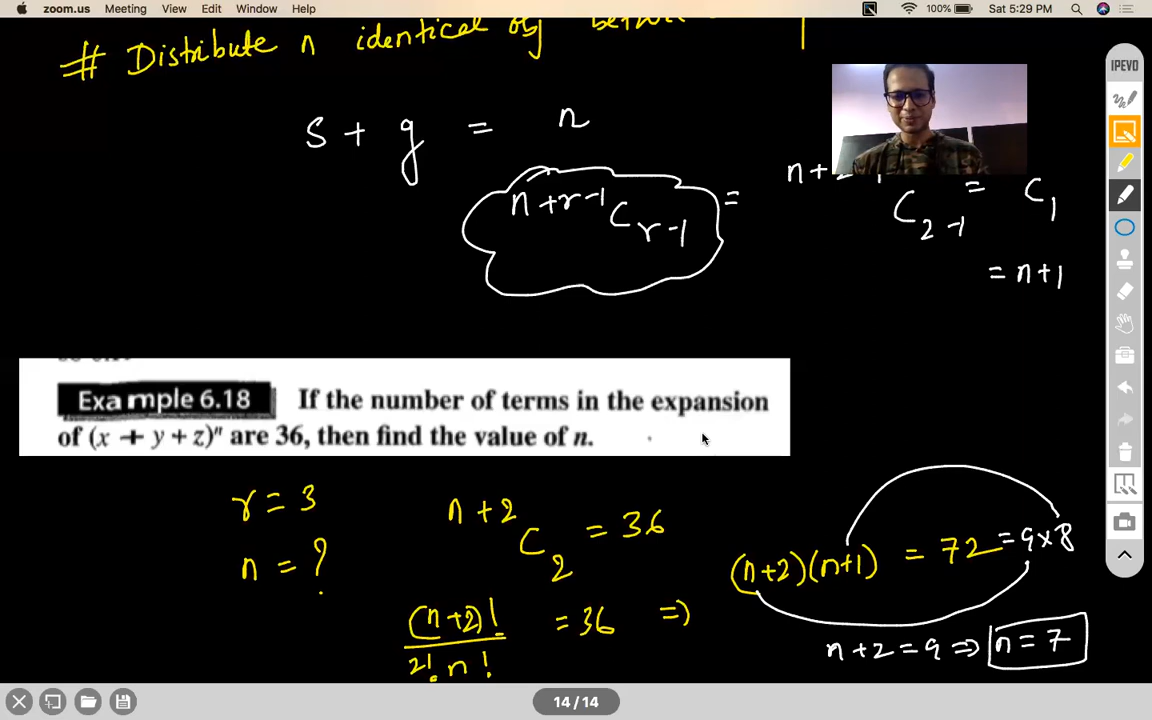 zoom.us Meeting View Edit Window Help 100% Sat 5:29 PM
# Distribute n identical obj
IPEVO
S + g = n
n+r-1 C r-1 = C 2-1 = C 1
= n+1
Example 6.18 If the number of terms in the expansion
of (x + y + z)ⁿ are 36, then find the value of n.
r = 3
n+2 C 2 = 36
n = ?
(n+2)(n+1) = 72 = 9x8
(n+2)! / 2! n! = 36 =>
n+2 = 9 => n = 7
14 / 14